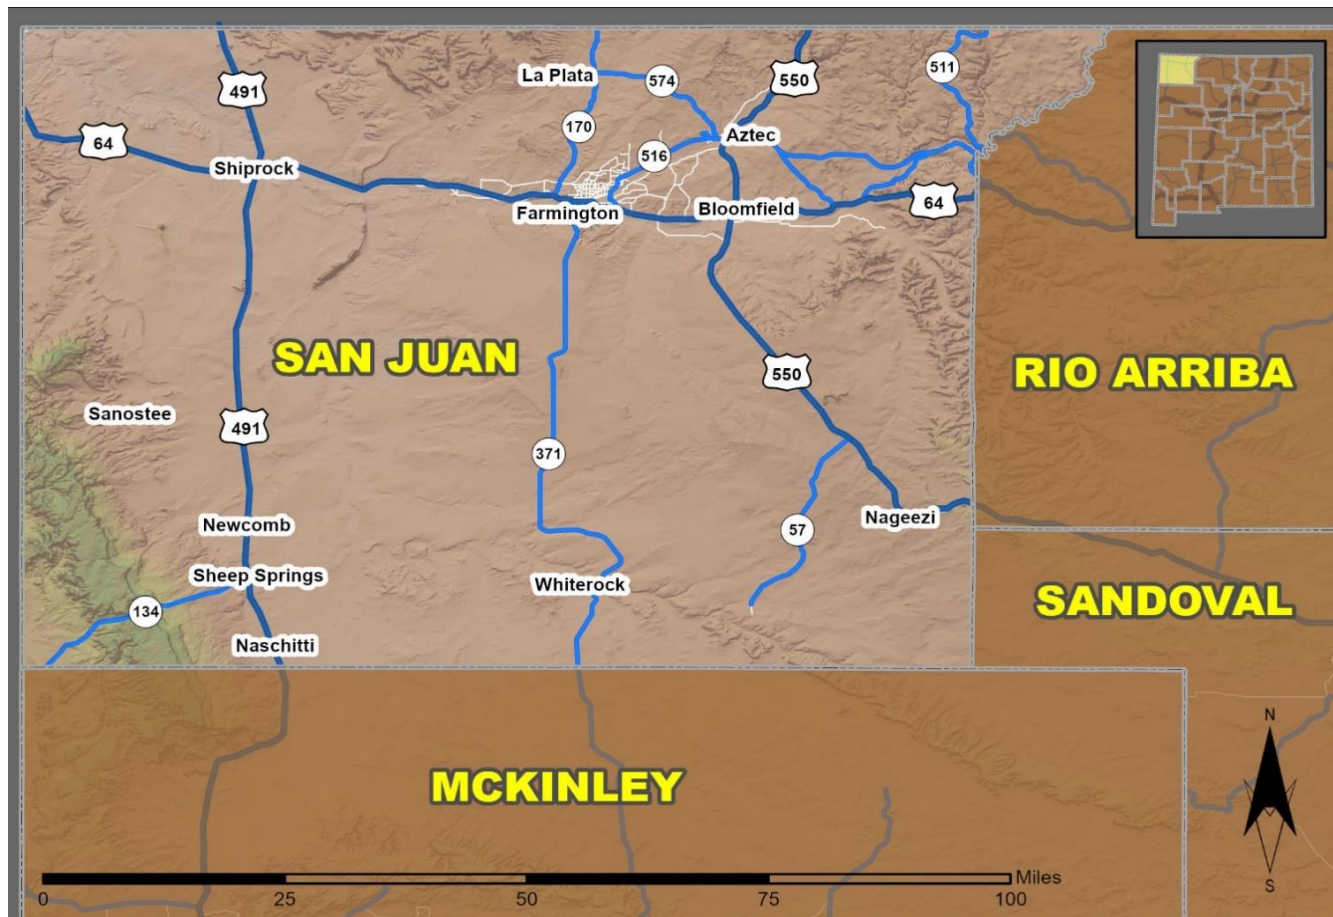 491
64
Shiprock
La Plata
574
170
516
550
Aztec
511
Farmington
Bloomfield
64
SAN JUAN
550
RIO ARRIBA
Sanostee
491
371
Newcomb
57
Nageezi
Sheep Springs
134
Whiterock
Naschitti
SANDOVAL
MCKINLEY
N
S
Miles
0 25 50 75 100